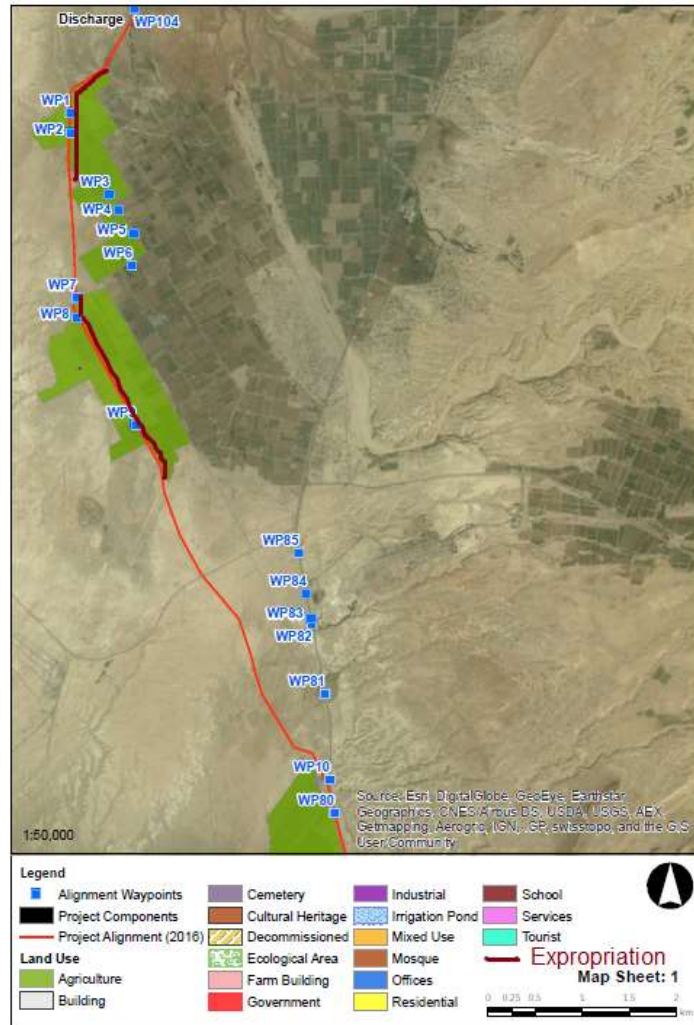 Discharge
WP104
WP1
WP2
WP3
WP4
WP5
WP6
WP7
WP8
WP9
WP85
WP84
WP83
WP82
WP81
WP10
WP80
Source: Esri, DigitalGlobe, GeoEye, Earthstar
Geographics, CNES/Airbus DS, USDA, USGS, AEX,
Getmapping, Aerogrid, IGN, IGP, swisstopo, and the GIS
User Community
1:50,000
Legend
Alignment Waypoints
Project Components
Project Alignment (2016)
Land Use
Agriculture
Building
Cemetery
Cultural Heritage
Decommissioned
Ecological Area
Farm Building
Government
Industrial
Irrigation Pond
Mixed Use
Mosque
Offices
Residential
School
Services
Tourist
Expropriation
Map Sheet: 1
0 0.25 0.5 1 1.5 2
km